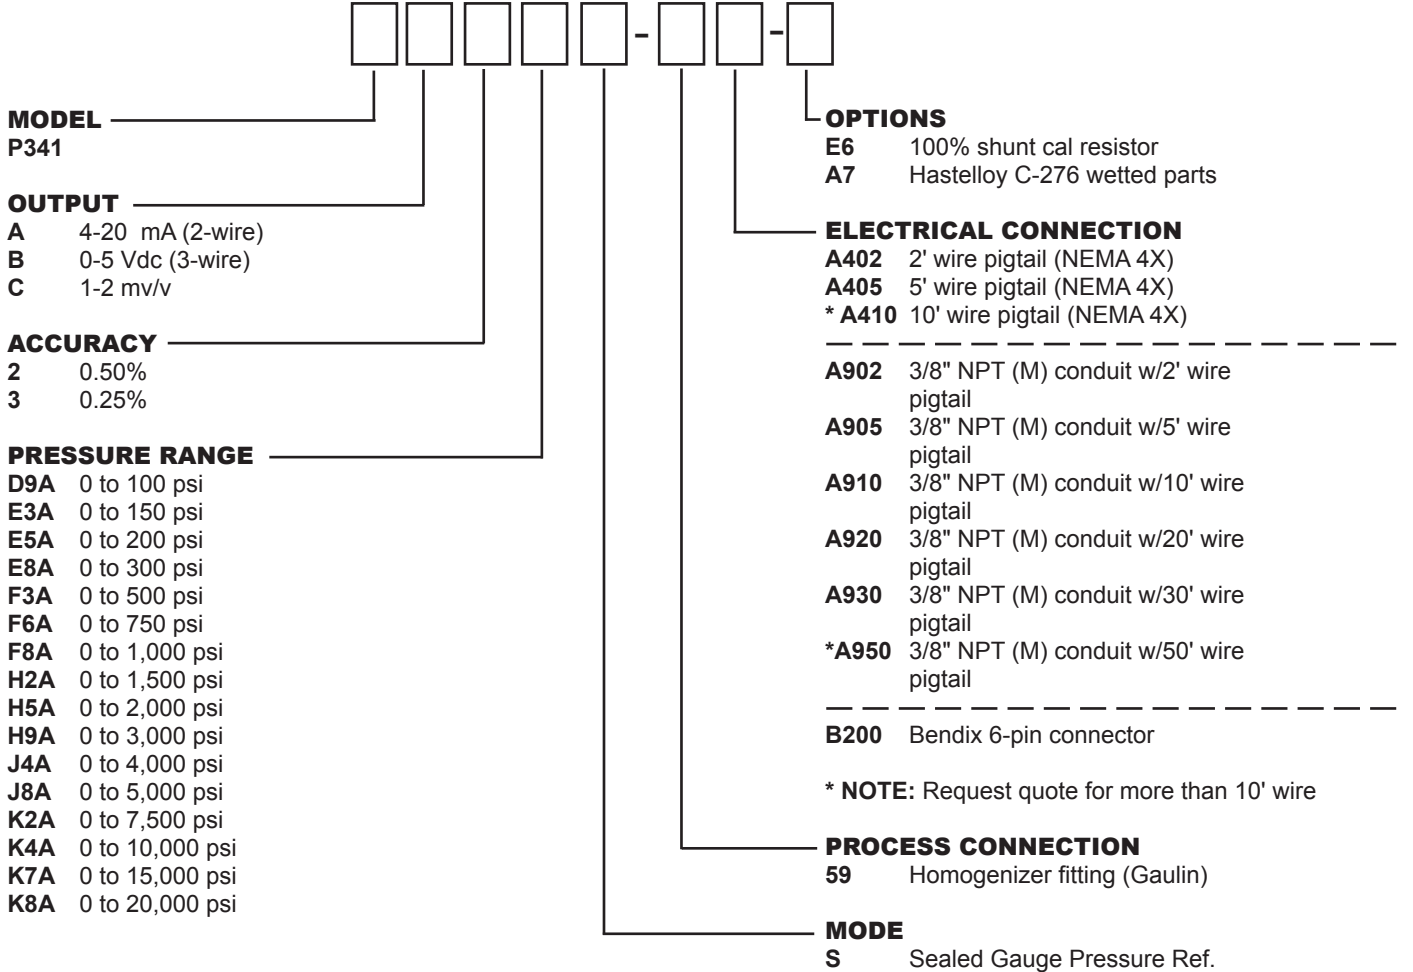 MODEL
P341
OUTPUT
A 4-20 mA (2-wire)
B 0-5 Vdc (3-wire)
C 1-2 mv/v
ACCURACY
2 0.50%
3 0.25%
PRESSURE RANGE
D9A 0 to 100 psi
E3A 0 to 150 psi
E5A 0 to 200 psi
E8A 0 to 300 psi
F3A 0 to 500 psi
F6A 0 to 750 psi
F8A 0 to 1,000 psi
H2A 0 to 1,500 psi
H5A 0 to 2,000 psi
H9A 0 to 3,000 psi
J4A 0 to 4,000 psi
J8A 0 to 5,000 psi
K2A 0 to 7,500 psi
K4A 0 to 10,000 psi
K7A 0 to 15,000 psi
K8A 0 to 20,000 psi
OPTIONS
E6 100% shunt cal resistor
A7 Hastelloy C-276 wetted parts
ELECTRICAL CONNECTION
A402 2' wire pigtail (NEMA 4X)
A405 5' wire pigtail (NEMA 4X)
* A410 10' wire pigtail (NEMA 4X)
A902 3/8" NPT (M) conduit w/2' wire
pigtail
A905 3/8" NPT (M) conduit w/5' wire
pigtail
A910 3/8" NPT (M) conduit w/10' wire
pigtail
A920 3/8" NPT (M) conduit w/20' wire
pigtail
A930 3/8" NPT (M) conduit w/30' wire
pigtail
*A950 3/8" NPT (M) conduit w/50' wire
pigtail
B200 Bendix 6-pin connector
* NOTE: Request quote for more than 10' wire
PROCESS CONNECTION
59 Homogenizer fitting (Gaulin)
MODE
S Sealed Gauge Pressure Ref.